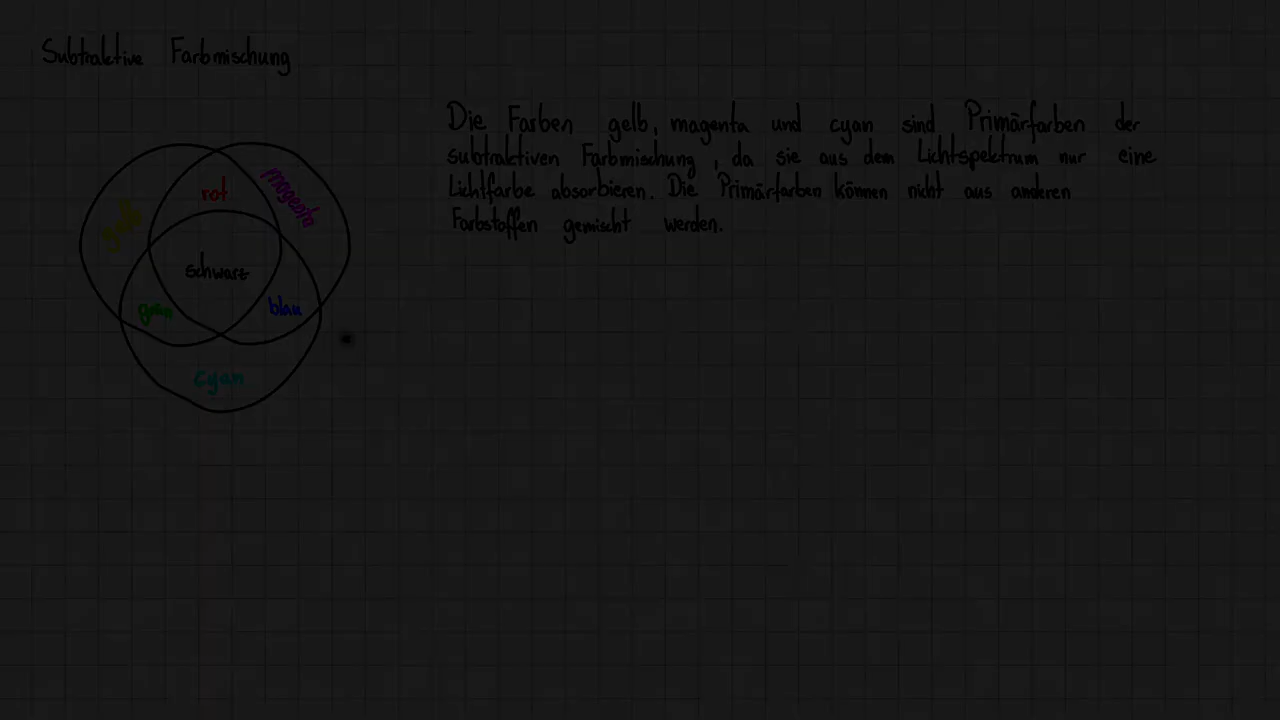 Subtraktive Farbmischung
Die Farben gelb, magenta und cyan sind Primärfarben der
subtraktiven Farbmischung, da sie aus dem Lichtspektrum nur eine
Lichtfarbe absorbieren. Die Primärfarben können nicht aus anderen
Farbstoffen gemischt werden.
rot
magenta
gelb
schwarz
grün
blau
cyan